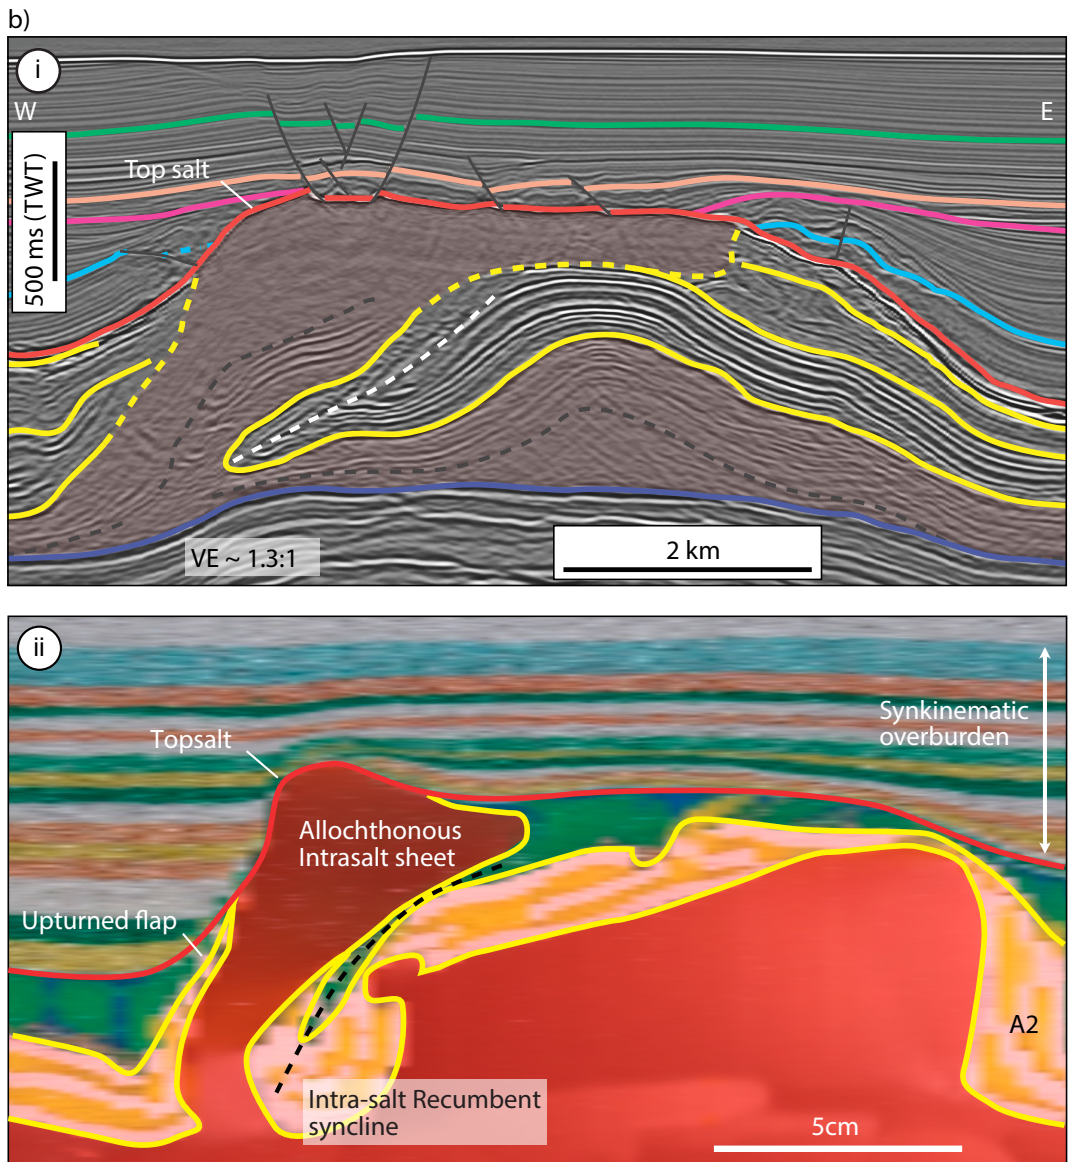 b)
i
W
E
Top salt
500 ms (TWT)
VE ~ 1.3:1
2 km
ii
Topsalt
Synkinematic
overburden
Allochthonous
Intrasalt sheet
Upturned flap
A2
Intra-salt Recumbent
syncline
5cm